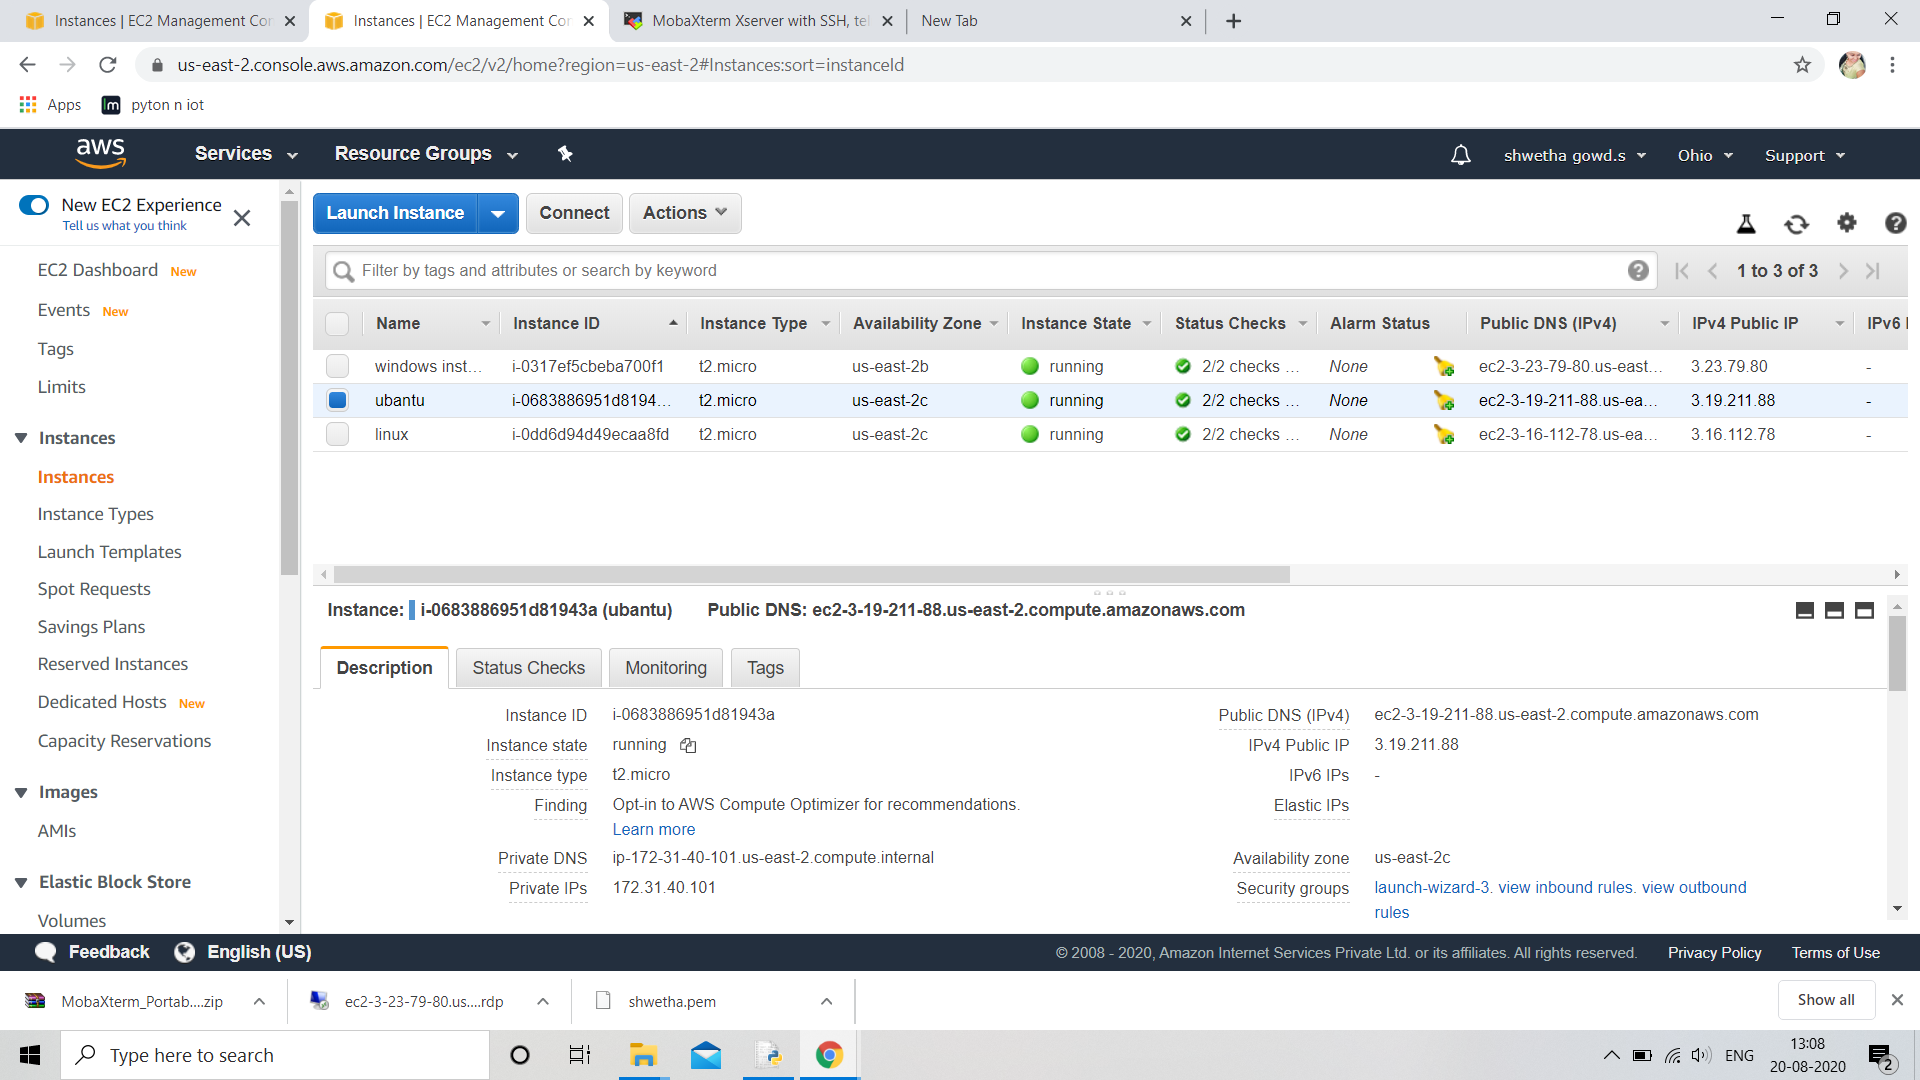 Instances | EC2 Management Con
Instances | EC2 Management Con
MobaXterm Xserver with SSH, tel
New Tab
us-east-2.console.aws.amazon.com/ec2/v2/home?region=us-east-2#Instances:sort=instanceId
Apps
pyton n iot
aws
Services
Resource Groups
shwetha gowd.s
Ohio
Support
New EC2 Experience
Tell us what you think
EC2 Dashboard New
Events New
Tags
Limits
Instances
Instances
Instance Types
Launch Templates
Spot Requests
Savings Plans
Reserved Instances
Dedicated Hosts New
Capacity Reservations
Images
AMIs
Elastic Block Store
Volumes
Launch Instance
Connect
Actions
Filter by tags and attributes or search by keyword
1 to 3 of 3
Name Instance ID Instance Type Availability Zone Instance State Status Checks Alarm Status Public DNS (IPv4) IPv4 Public IP IPv6 I
windows inst... i-0317ef5cbeba700f1 t2.micro us-east-2b running 2/2 checks ... None ec2-3-23-79-80.us-east... 3.23.79.80 -
ubantu i-0683886951d8194... t2.micro us-east-2c running 2/2 checks ... None ec2-3-19-211-88.us-ea... 3.19.211.88 -
linux i-0dd6d94d49ecaa8fd t2.micro us-east-2c running 2/2 checks ... None ec2-3-16-112-78.us-ea... 3.16.112.78 -
Instance: i-0683886951d81943a (ubantu) Public DNS: ec2-3-19-211-88.us-east-2.compute.amazonaws.com
Description
Status Checks
Monitoring
Tags
Instance ID i-0683886951d81943a
Instance state running
Instance type t2.micro
Finding Opt-in to AWS Compute Optimizer for recommendations.
Learn more
Private DNS ip-172-31-40-101.us-east-2.compute.internal
Private IPs 172.31.40.101
Public DNS (IPv4) ec2-3-19-211-88.us-east-2.compute.amazonaws.com
IPv4 Public IP 3.19.211.88
IPv6 IPs -
Elastic IPs
Availability zone us-east-2c
Security groups launch-wizard-3. view inbound rules. view outbound
rules
Feedback
English (US)
© 2008 - 2020, Amazon Internet Services Private Ltd. or its affiliates. All rights reserved.
Privacy Policy
Terms of Use
MobaXterm_Portab....zip
ec2-3-23-79-80.us....rdp
shwetha.pem
Show all
Type here to search
ENG
13:08
20-08-2020
2